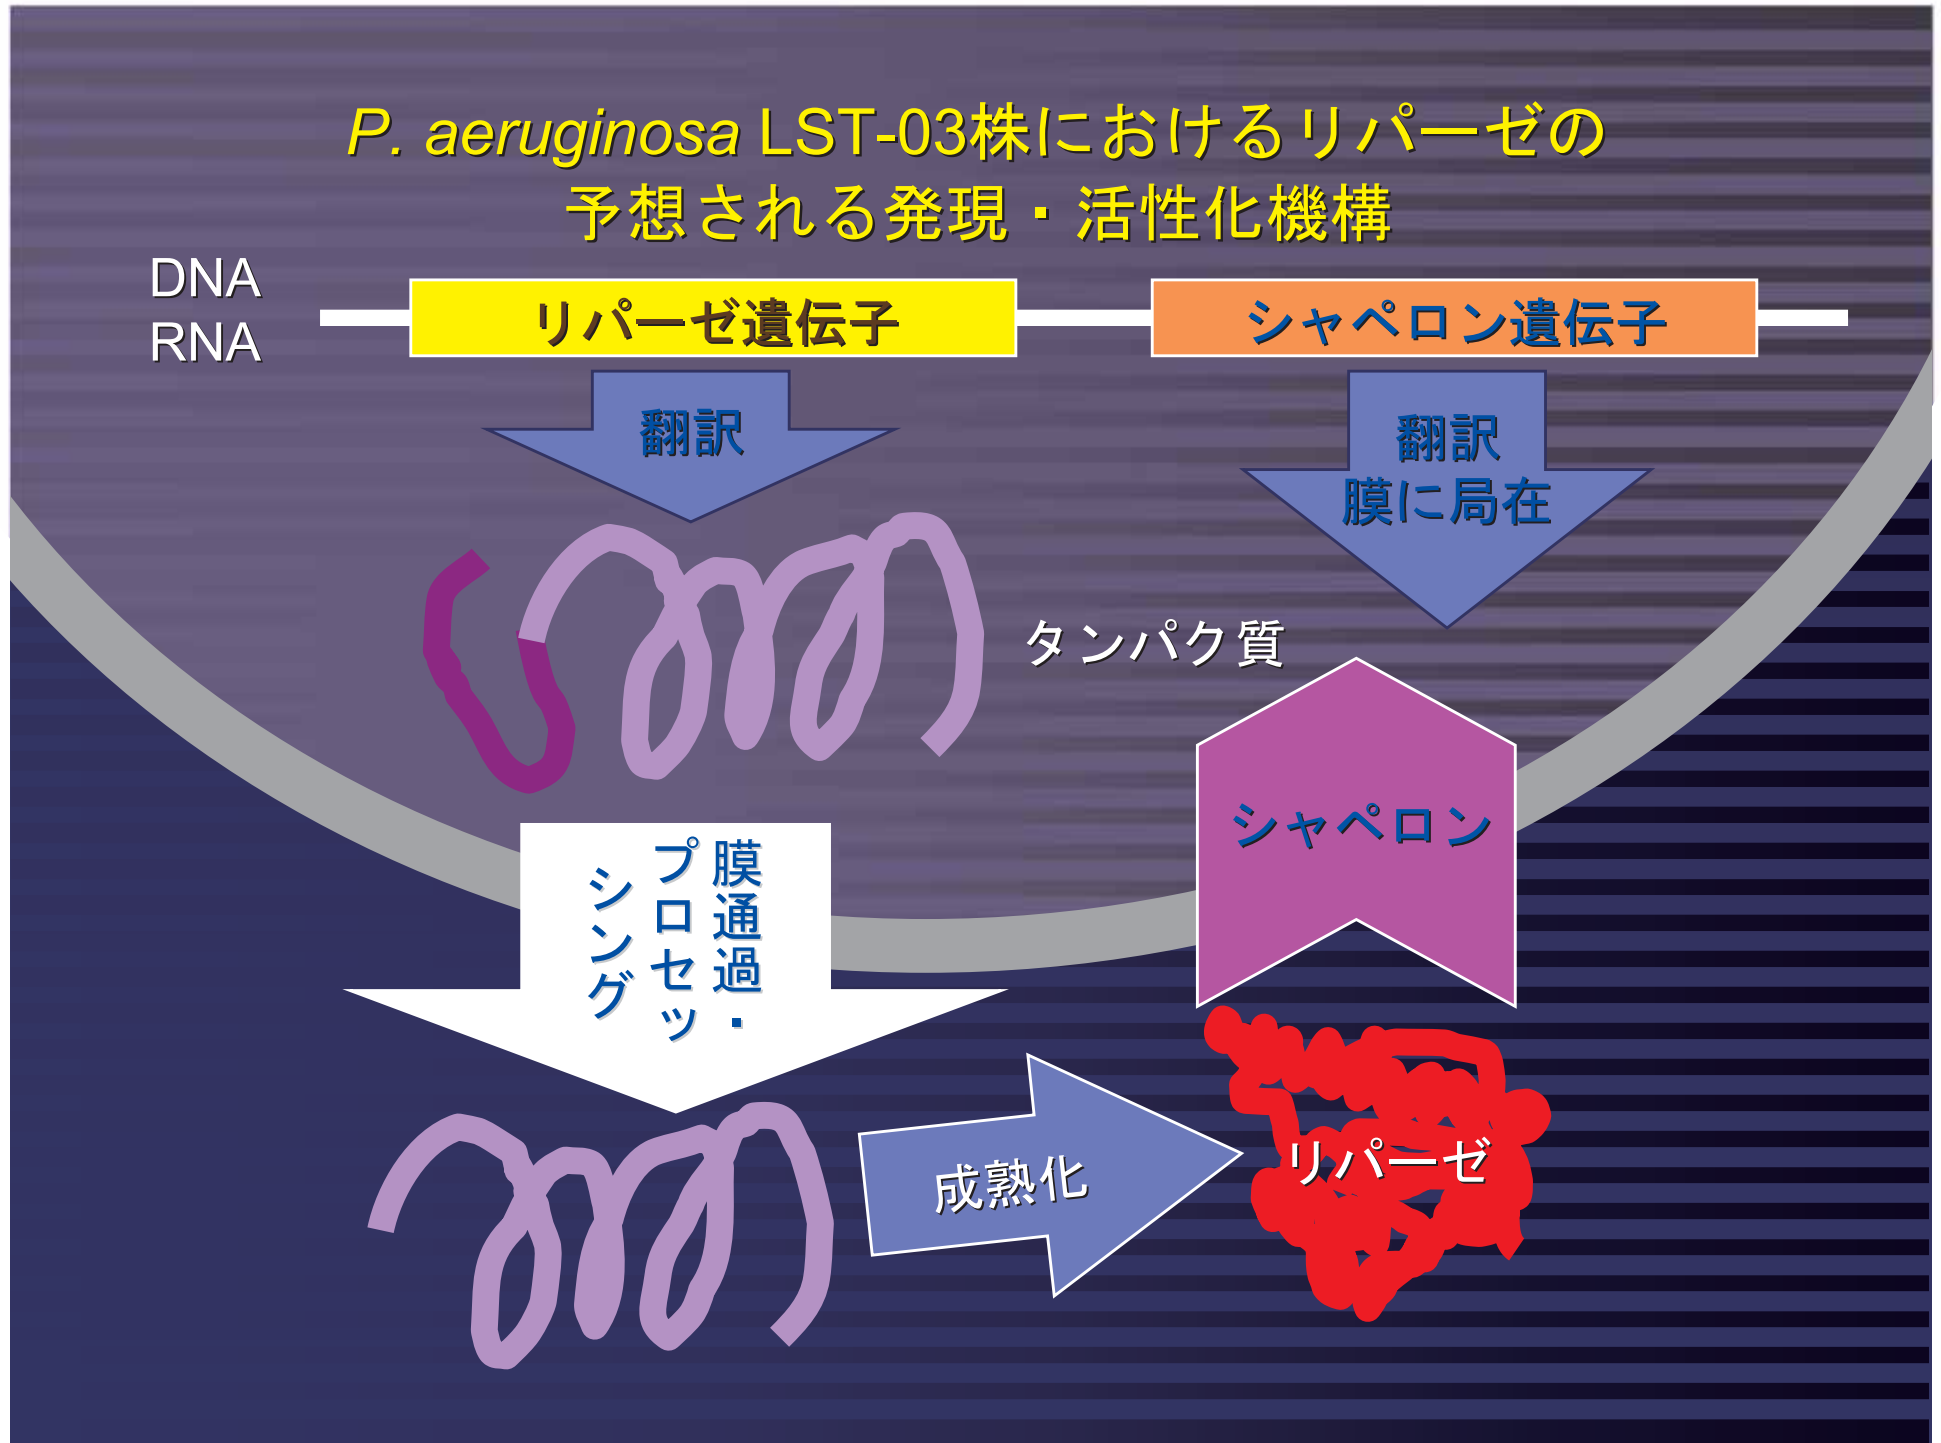 P. aeruginosa LST-03株におけるリパーゼの
予想される発現・活性化機構
DNA
RNA
リパーゼ遺伝子
シャペロン遺伝子
翻訳
翻訳
膜に局在
タンパク質
シャペロン
膜通過・
プロセッ
シング
成熟化
リパーゼ